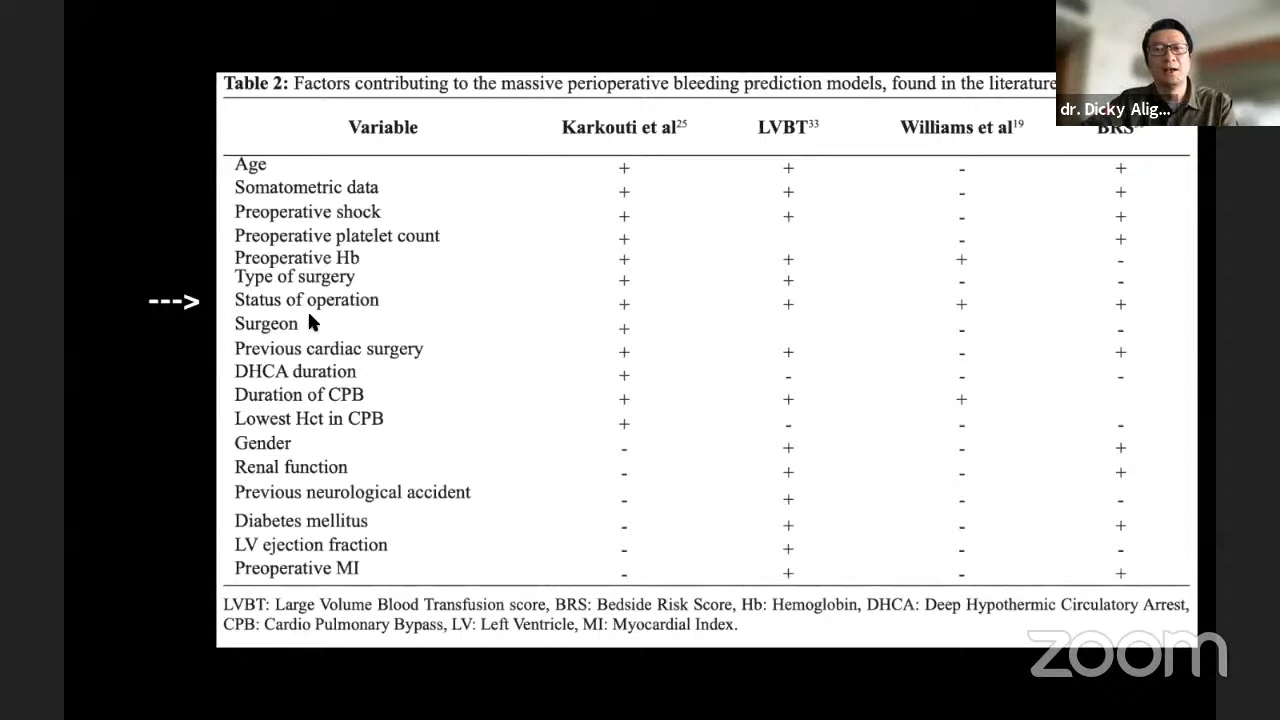 dr. Dicky Alig...
Table 2: Factors contributing to the massive perioperative bleeding prediction models, found in the literature
Variable Karkouti et al25 LVBT33 Williams et al19 BRS
Age + + - +
Somatometric data + + - +
Preoperative shock + + - +
Preoperative platelet count + - +
Preoperative Hb + + + -
Type of surgery + + - -
---> Status of operation + + + +
Surgeon + - -
Previous cardiac surgery + + - +
DHCA duration + - - -
Duration of CPB + + +
Lowest Hct in CPB + - - -
Gender - + - +
Renal function - + - +
Previous neurological accident - + - -
Diabetes mellitus - + - +
LV ejection fraction - + - -
Preoperative MI - + - +
LVBT: Large Volume Blood Transfusion score, BRS: Bedside Risk Score, Hb: Hemoglobin, DHCA: Deep Hypothermic Circulatory Arrest,
CPB: Cardio Pulmonary Bypass, LV: Left Ventricle, MI: Myocardial Index.
zoom